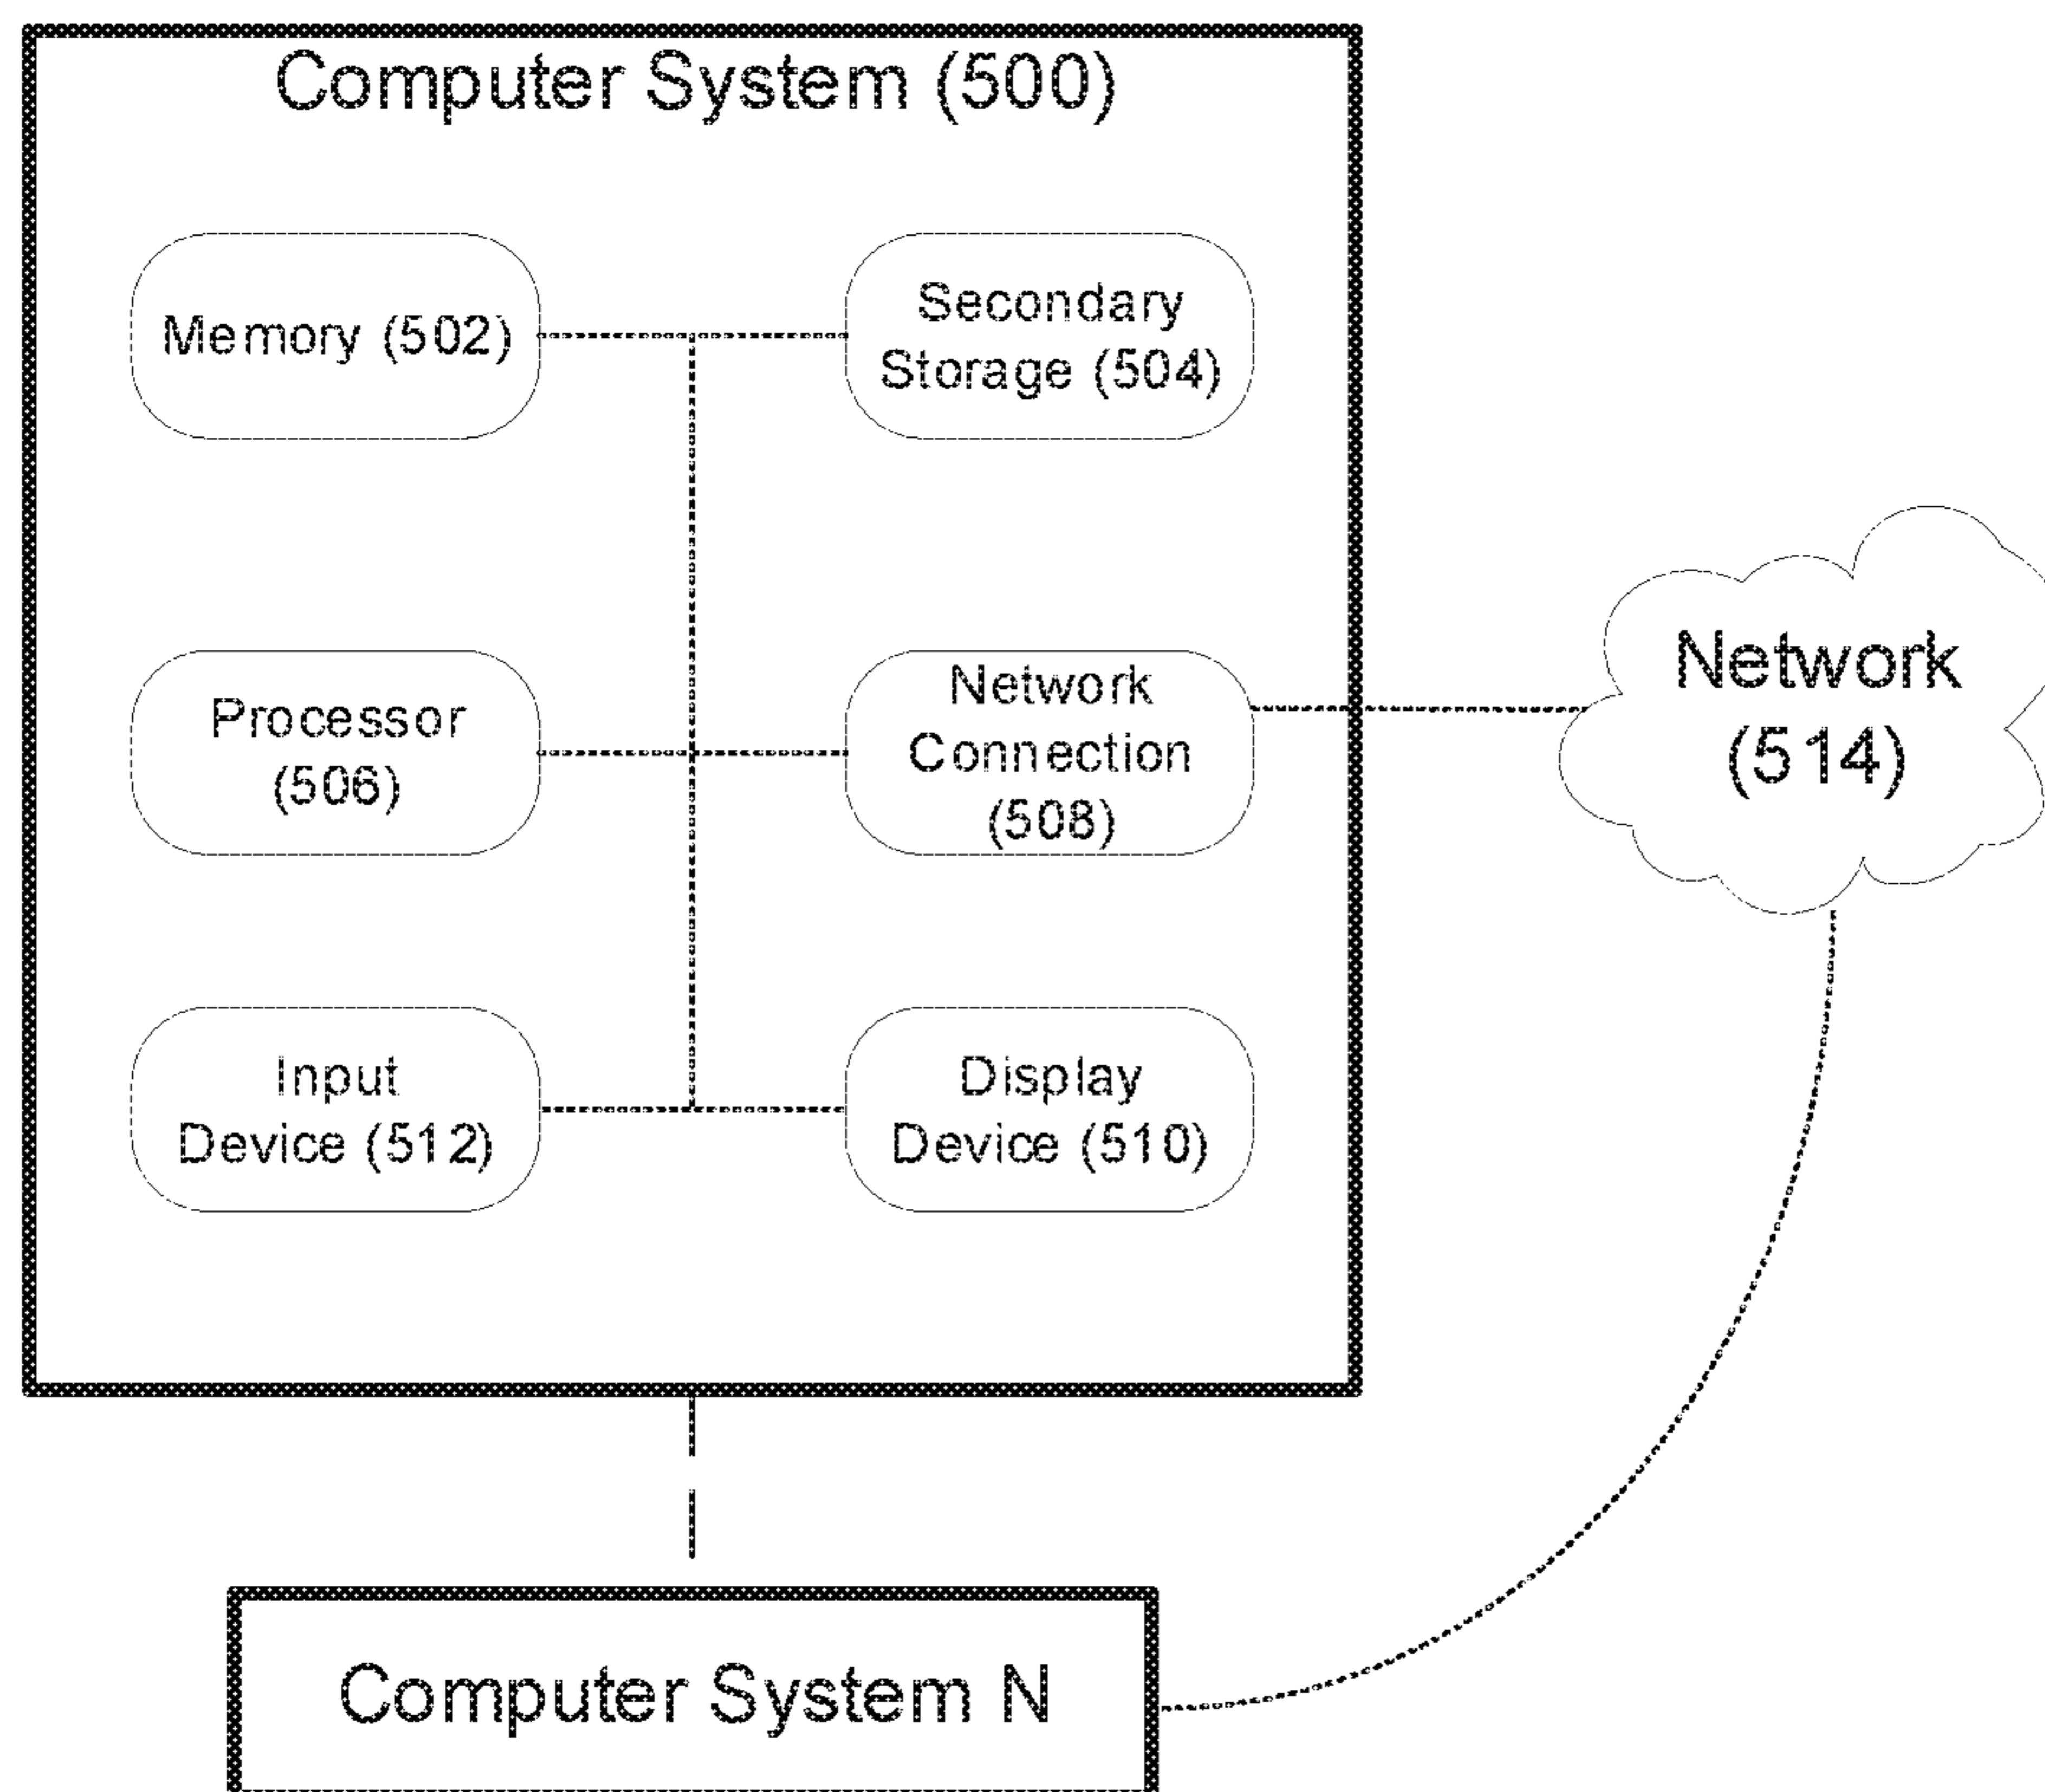 Computer System (500)
Memory (502)
Secondary
Storage (504)
Processor
(506)
Network
Connection
(508)
Network
(514)
Input
Device (512)
Display
Device (510)
Computer System N